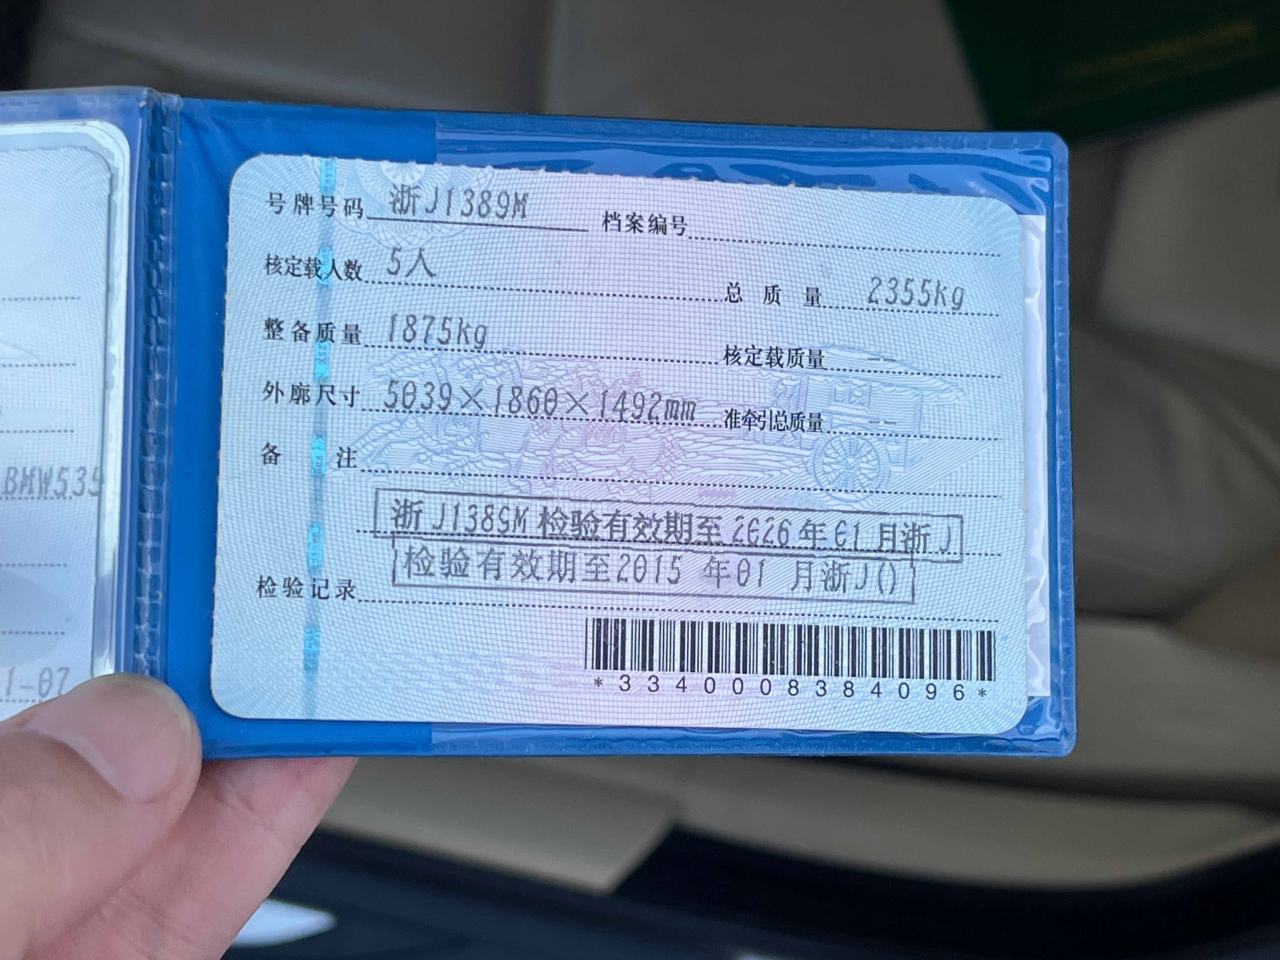 号牌号码 浙J1389M 档案编号
核定载人数 5人 总质量 2355kg
整备质量 1875kg 核定载质量 --
外廓尺寸 5039×1860×1492mm 准牵引总质量 --
备注
浙J1389M 检验有效期至2026年01月浙J
检验有效期至2015 年01 月浙J()
检验记录
*3340008384096*
BMW535
1-07